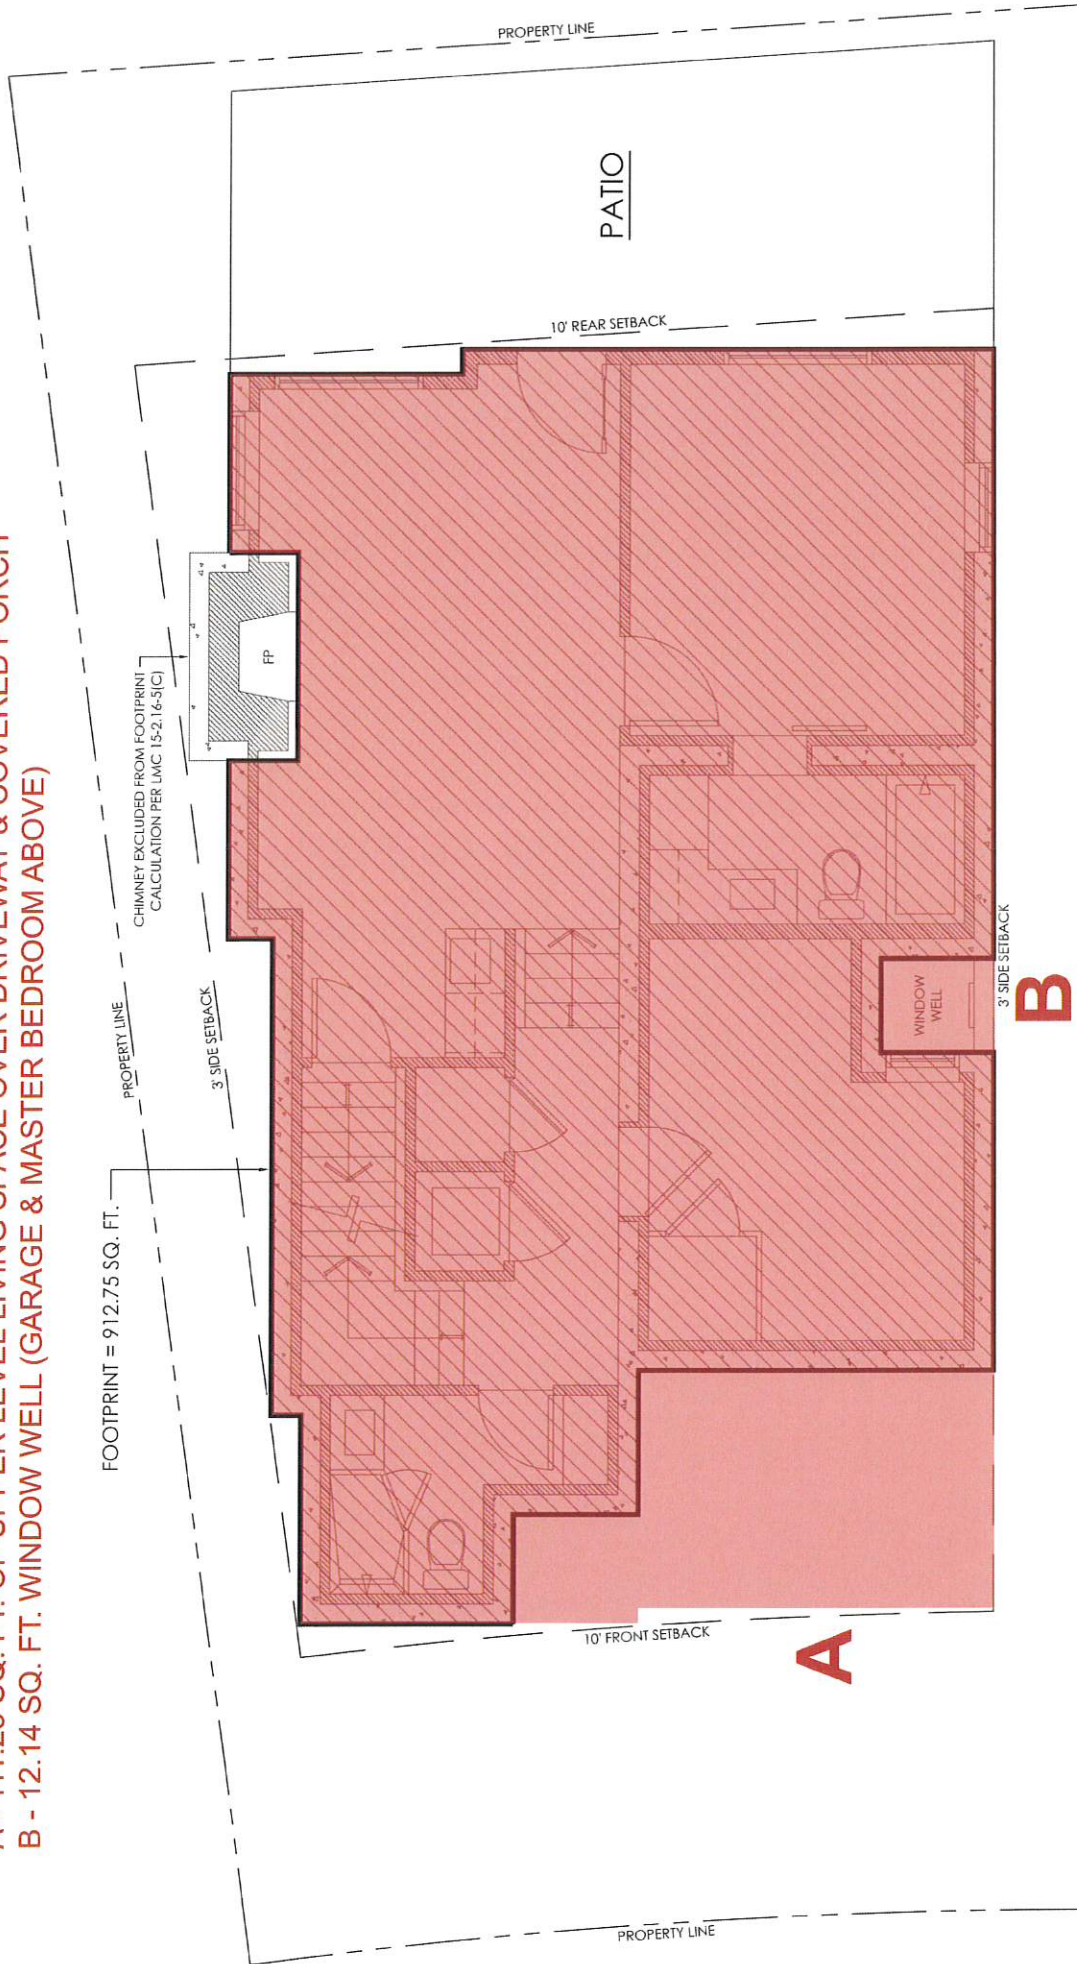 B - 12.14 SQ. FT. WINDOW WELL (GARAGE & MASTER BEDROOM ABOVE)
FOOTPRINT = 912.75 SQ. FT.
PROPERTY LINE
3' SIDE SETBACK
CHIMNEY EXCLUDED FROM FOOTPRINT
CALCULATION PER LMC 15-2.16-5(C)
FP
PROPERTY LINE
10' REAR SETBACK
PATIO
WINDOW
WELL
3' SIDE SETBACK
B
10' FRONT SETBACK
A
PROPERTY LINE